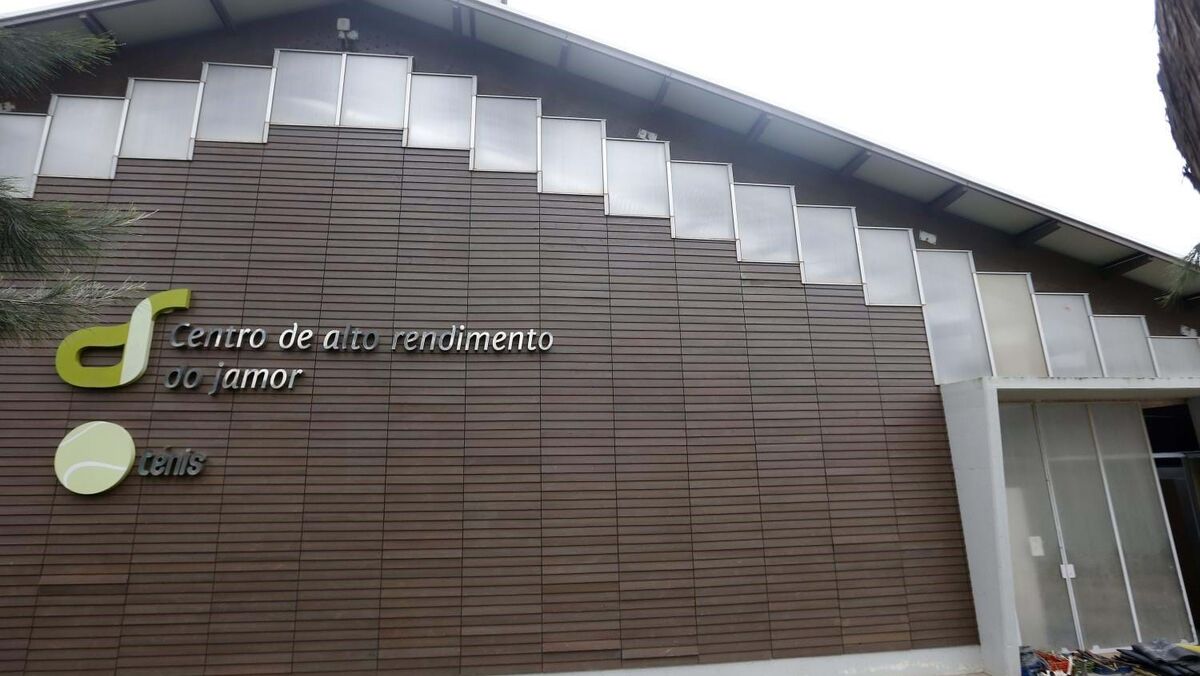 Centro de alto rendimento
do jamor
ténis